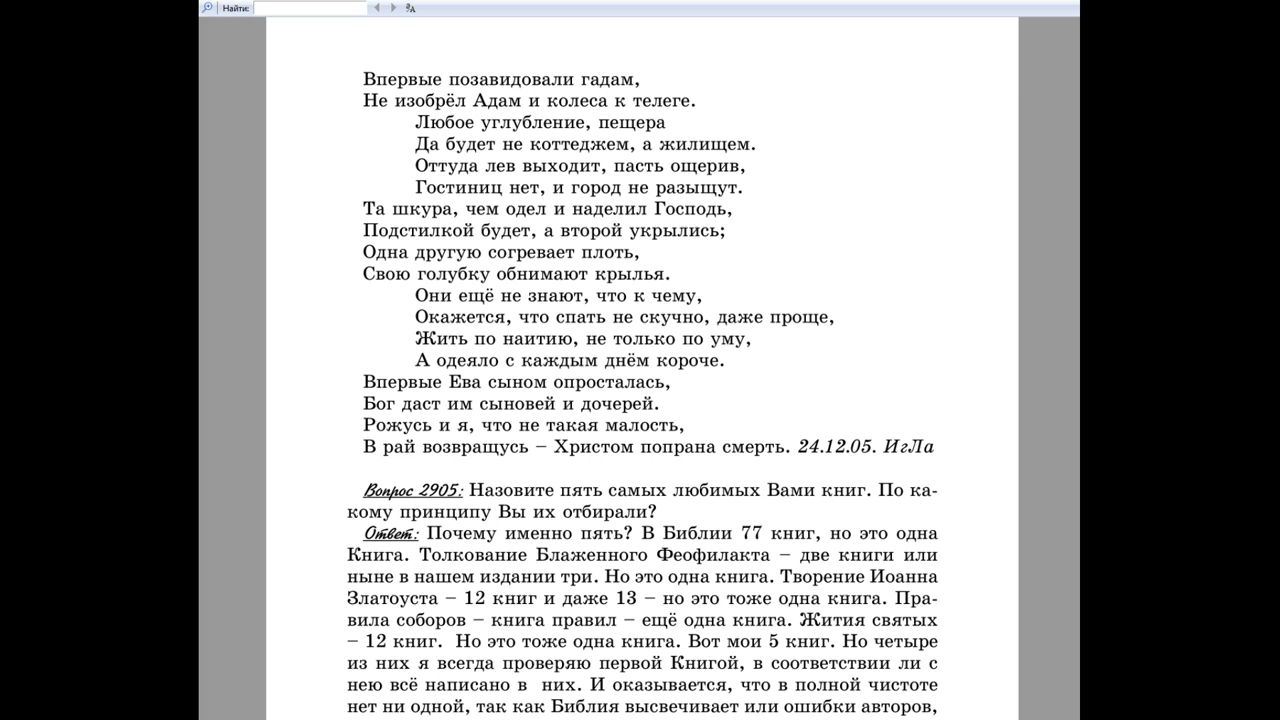 Найти:
Впервые позавидовали гадам,
Не изобрёл Адам и колеса к телеге.
Любое углубление, пещера
Да будет не коттеджем, а жилищем.
Оттуда лев выходит, пасть ощерив,
Гостиниц нет, и город не разыщут.
Та шкура, чем одел и наделил Господь,
Подстилкой будет, а второй укрылись;
Одна другую согревает плоть,
Свою голубку обнимают крылья.
Они ещё не знают, что к чему,
Окажется, что спать не скучно, даже проще,
Жить по наитию, не только по уму,
А одеяло с каждым днём короче.
Впервые Ева сыном опросталась,
Бог даст им сыновей и дочерей.
Рожусь и я, что не такая малость,
В рай возвращусь – Христом попрана смерть. 24.12.05. ИгЛа
Вопрос 2905: Назовите пять самых любимых Вами книг. По ка-
кому принципу Вы их отбирали?
Ответ: Почему именно пять? В Библии 77 книг, но это одна
Книга. Толкование Блаженного Феофилакта – две книги или
ныне в нашем издании три. Но это одна книга. Творение Иоанна
Златоуста – 12 книг и даже 13 – но это тоже одна книга. Пра-
вила соборов – книга правил – ещё одна книга. Жития святых
– 12 книг. Но это тоже одна книга. Вот мои 5 книг. Но четыре
из них я всегда проверяю первой Книгой, в соответствии ли с
нею всё написано в них. И оказывается, что в полной чистоте
нет ни одной, так как Библия высвечивает или ошибки авторов,